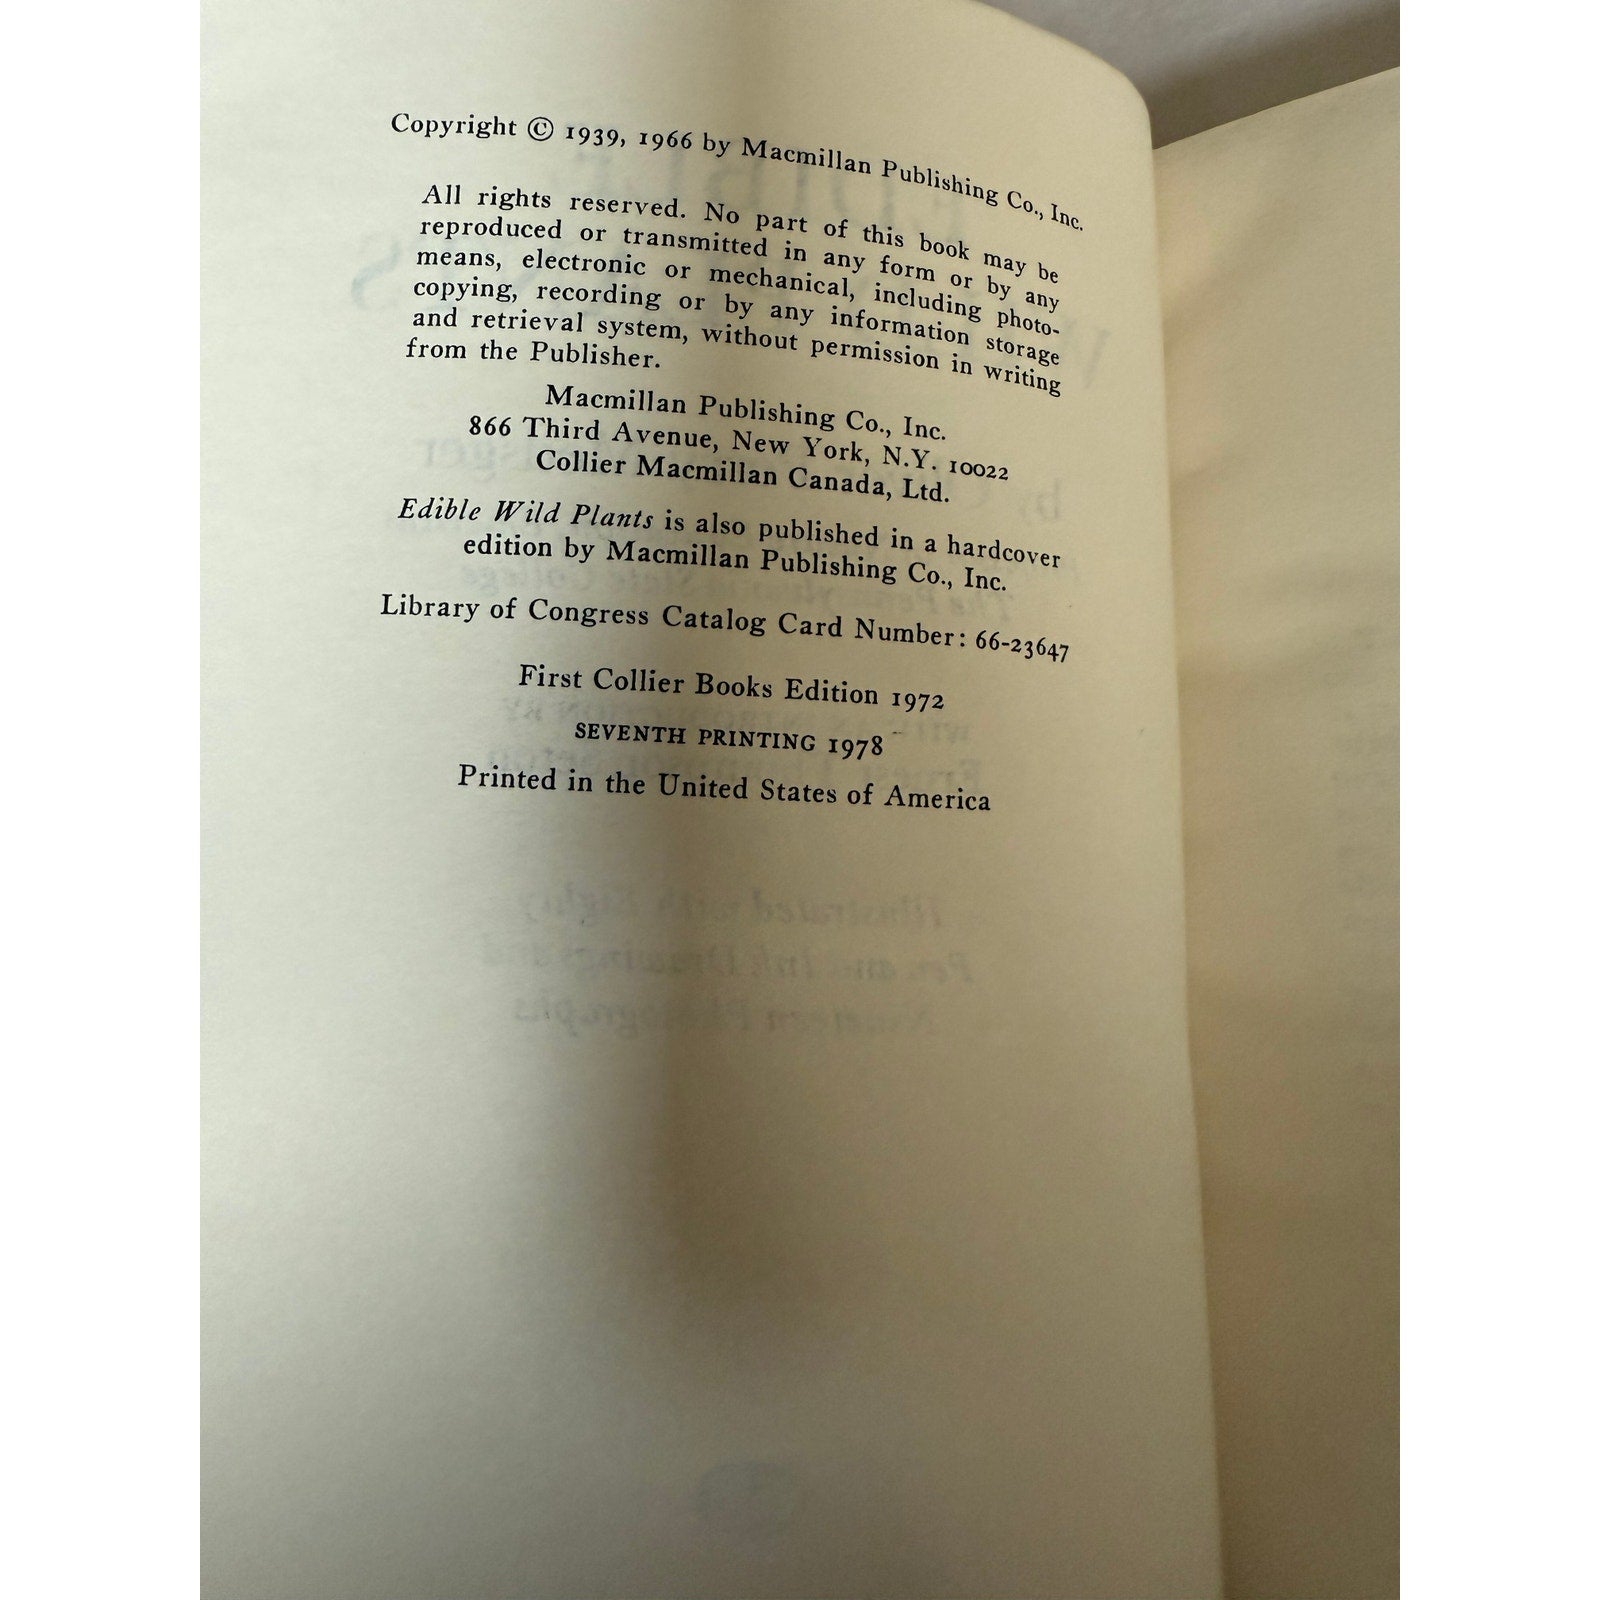 Copyright © 1939, 1966 by Macmillan Publishing Co., Inc.
All rights reserved. No part of this book may be
reproduced or transmitted in any form or by any
means, electronic or mechanical, including photo-
copying, recording or by any information storage
and retrieval system, without permission in writing
from the Publisher.
Macmillan Publishing Co., Inc.
866 Third Avenue, New York, N.Y. 10022
Collier Macmillan Canada, Ltd.
Edible Wild Plants is also published in a hardcover
edition by Macmillan Publishing Co., Inc.
Library of Congress Catalog Card Number: 66-23647
First Collier Books Edition 1972
SEVENTH PRINTING 1978
Printed in the United States of America